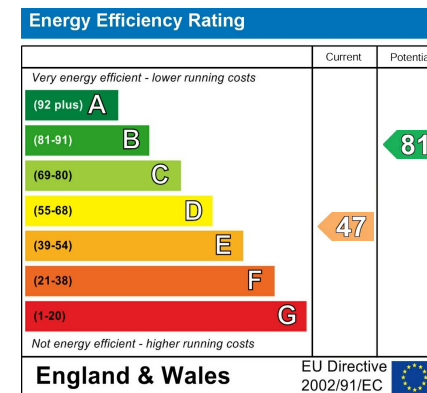 Energy Efficiency Rating
Current Potentia
Very energy efficient - lower running costs
(92 plus) A
(81-91) B
81
(69-80) C
(55-68) D
47
(39-54) E
(21-38) F
(1-20) G
Not energy efficient - higher running costs
England & Wales
EU Directive
2002/91/EC